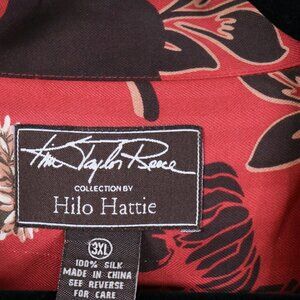 Kim Taylor Reece
COLLECTION BY
Hilo Hattie
3XL
100% SILK
MADE IN CHINA
SEE REVERSE
FOR CARE